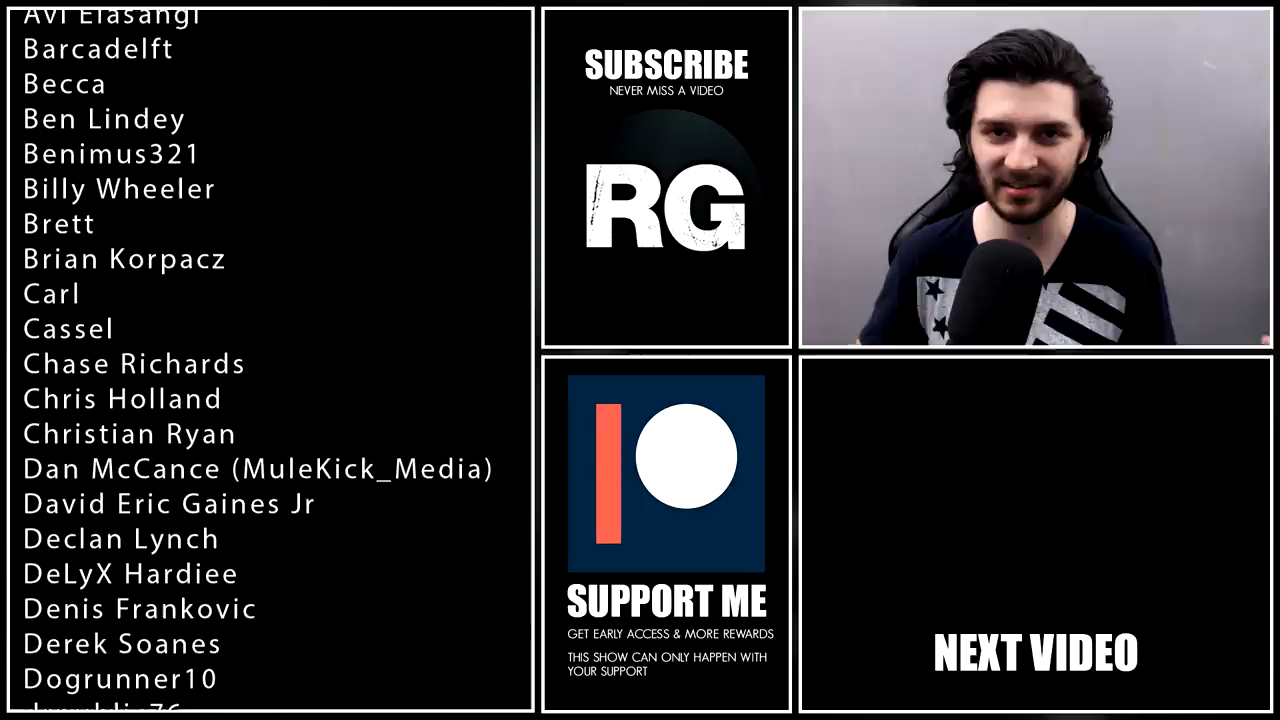 Barcadelft
Becca
Ben Lindey
Benimus321
Billy Wheeler
Brett
Brian Korpacz
Carl
Cassel
Chase Richards
Chris Holland
Christian Ryan
Dan McCance (MuleKick_Media)
David Eric Gaines Jr
Declan Lynch
DeLyX Hardiee
Denis Frankovic
Derek Soanes
Dogrunner10
SUBSCRIBE
NEVER MISS A VIDEO
RG
SUPPORT ME
GET EARLY ACCESS & MORE REWARDS
THIS SHOW CAN ONLY HAPPEN WITH
YOUR SUPPORT
NEXT VIDEO